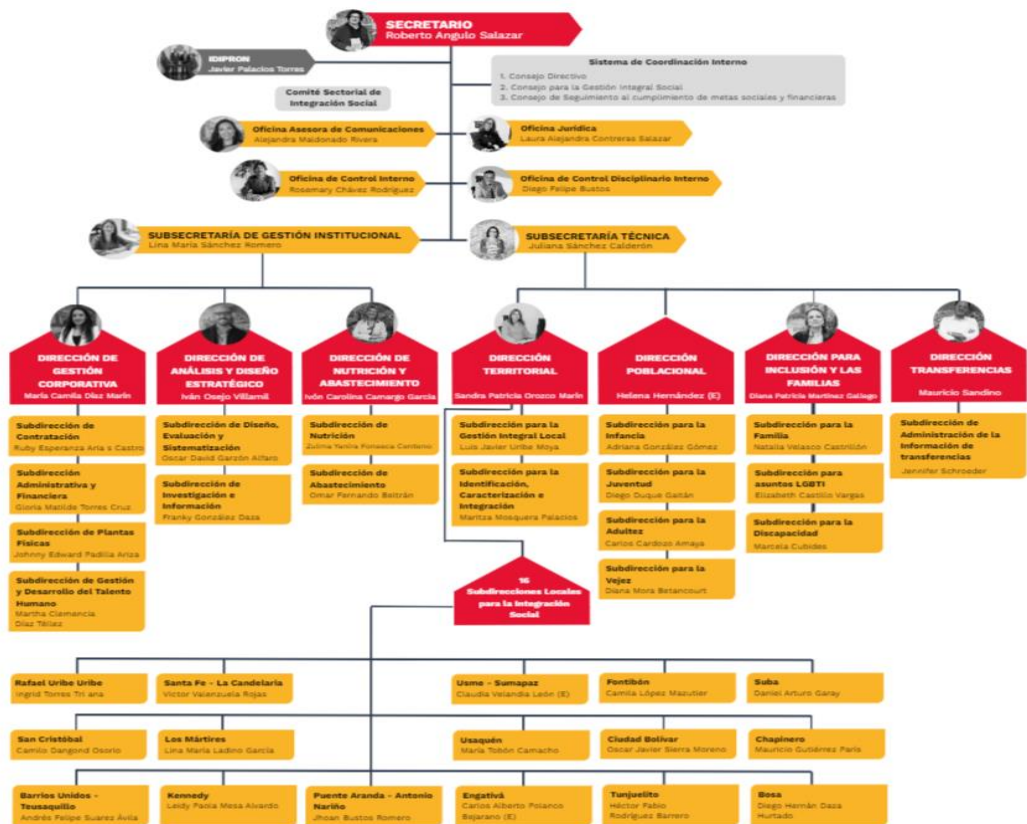 SECRETARIO
Roberto Angulo Salazar
IDIPRON
Javier Palacios Torres
Sistema de Coordinación Interno
1. Consejo Directivo
2. Consejo para la Gestión Integral Social
3. Consejo de Seguimiento al cumplimiento de metas sociales y financieras
Comité Sectorial de
Integración Social
Oficina Asesora de Comunicaciones
Alejandra Maldonado Rivera
Oficina Jurídica
Laura Alejandra Contreras Salazar
Oficina de Control Interno
Rosemary Chávez Rodríguez
Oficina de Control Disciplinario Interno
Diego Felipe Bustos
SUBSECRETARÍA DE GESTIÓN INSTITUCIONAL
Lina María Sánchez Romero
SUBSECRETARÍA TÉCNICA
Juliana Sánchez Calderón
DIRECCIÓN DE
GESTIÓN
CORPORATIVA
María Camila Díaz Marín
Subdirección de
Contratación
Ruby Esperanza Aria s Castro
Subdirección
Administrativa y
Financiera
Gloria Matilde Torres Cruz
Subdirección de Plantas
Físicas
Johnny Edward Padilla Ariza
Subdirección de Gestión
y Desarrollo del Talento
Humano
Martha Clemencia
Díaz Téllez
DIRECCIÓN DE
ANÁLISIS Y DISEÑO
ESTRATÉGICO
Iván Osejo Villamil
Subdirección de Diseño,
Evaluación y
Sistematización
Oscar David Garzón Alfaro
Subdirección de
Investigación e
Información
Franky González Daza
DIRECCIÓN DE
NUTRICIÓN Y
ABASTECIMIENTO
Ivón Carolina Camargo García
Subdirección de
Nutrición
Zulma Yanira Fonseca Centeno
Subdirección de
Abastecimiento
Omar Fernando Beltrán
DIRECCIÓN
TERRITORIAL
Sandra Patricia Orozco Marín
Subdirección para la
Gestión Integral Local
Luis Javier Uribe Moya
Subdirección para la
Identificación,
Caracterización e
Integración
Maritza Mosquera Palacios
DIRECCIÓN
POBLACIONAL
Helena Hernández (E)
Subdirección para la
Infancia
Adriana González Gómez
Subdirección para la
Juventud
Diego Duque Gaitán
Subdirección para la
Adultez
Carlos Cardozo Amaya
Subdirección para la
Vejez
Diana Mora Betancourt
DIRECCIÓN PARA
INCLUSIÓN Y LAS
FAMILIAS
Diana Patricia Martínez Gallego
Subdirección para la
Familia
Natalia Velasco Castrillón
Subdirección para
asuntos LGBTI
Elizabeth Castillo Vargas
Subdirección para la
Discapacidad
Marcela Cubides
DIRECCIÓN
TRANSFERENCIAS
Mauricio Sandino
Subdirección de
Administración de la
Información de
transferencias
Jennifer Schroeder
16
Subdirecciones Locales
para la Integración
Social
Rafael Uribe Uribe
Ingrid Torres Tri ana
Santa Fe - La Candelaria
Victor Valenzuela Rojas
Usme - Sumapaz
Claudia Velandia León (E)
Fontibón
Camila López Mazutier
Suba
Daniel Arturo Garay
San Cristóbal
Camilo Dangond Osorio
Los Mártires
Lina María Ladino García
Usaquén
María Tobón Camacho
Ciudad Bolívar
Oscar Javier Sierra Moreno
Chapinero
Mauricio Gutiérrez París
Barrios Unidos -
Teusaquillo
Andrés Felipe Suarez Ávila
Kennedy
Leidy Paola Mesa Alvardo
Puente Aranda - Antonio
Nariño
Jhoan Bustos Romero
Engativá
Carlos Alberto Polanco
Bejarano (E)
Tunjuelito
Héctor Fabio
Rodríguez Barrero
Bosa
Diego Hernán Daza
Hurtado